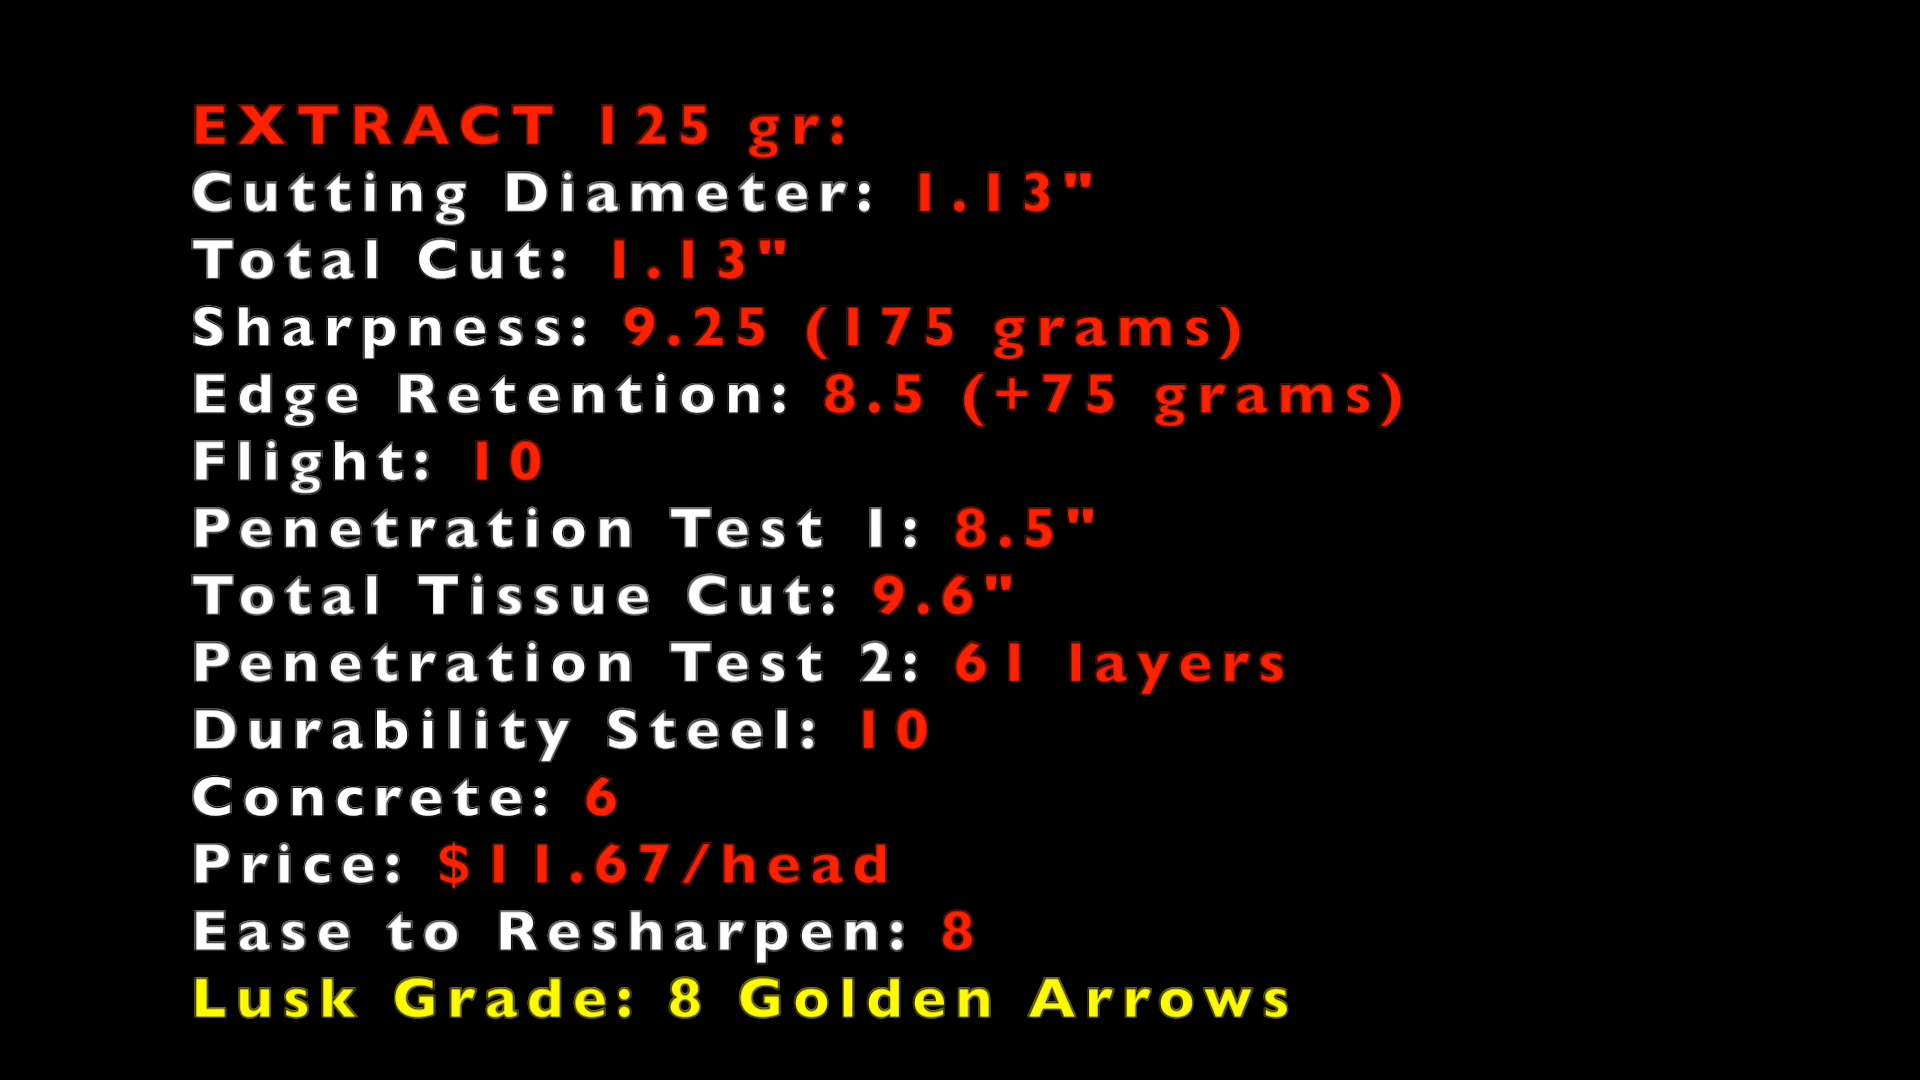 EXTRACT 125 gr:
Cutting Diameter: 1.13"
Total Cut: 1.13"
Sharpness: 9.25 (175 grams)
Edge Retention: 8.5 (+75 grams)
Flight: 10
Penetration Test 1: 8.5"
Total Tissue Cut: 9.6"
Penetration Test 2: 61 layers
Durability Steel: 10
Concrete: 6
Price: $11.67/head
Ease to Resharpen: 8
Lusk Grade: 8 Golden Arrows